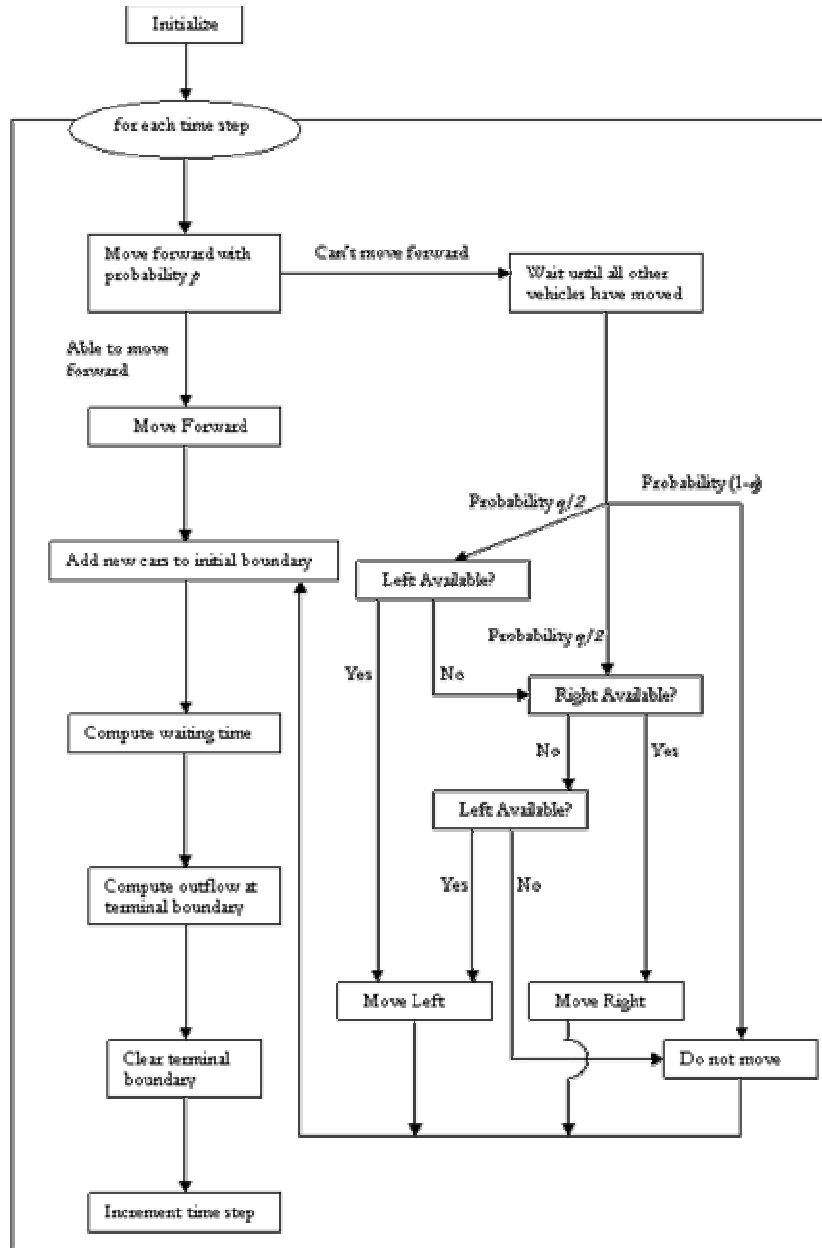 Initialize
for each time step
Move forward with
probability p
Can't move forward
Wait until all other
vehicles have moved
Able to move
forward
Move Forward
Probability q/2
Probability (1-q)
Add new cars to initial boundary
Left Available?
Probability q/2
Yes
No
Right Available?
Compute waiting time
No
Yes
Left Available?
Compute outflow at
terminal boundary
Yes
No
Move Left
Move Right
Clear terminal
boundary
Do not move
Increment time step